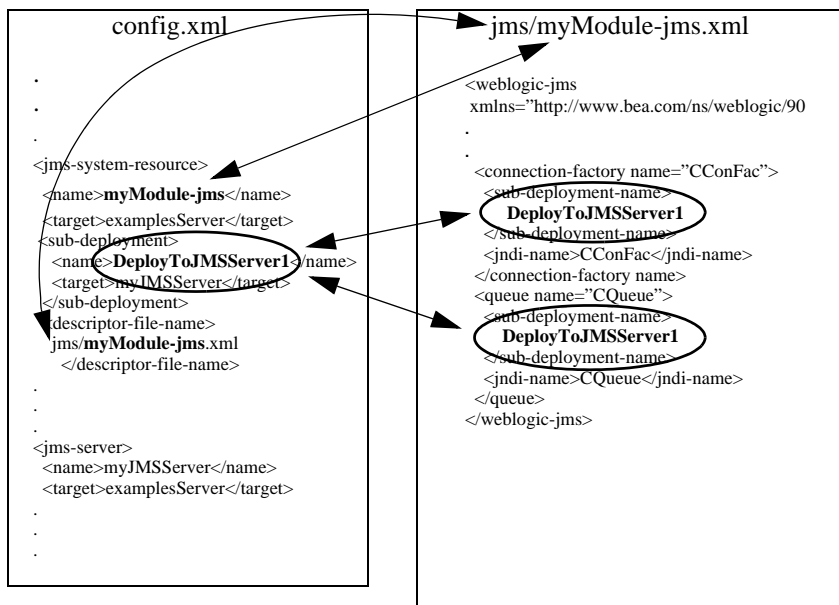 config.xml
.
.
.
<jms-system-resource>
<name>myModule-jms</name>
<target>examplesServer</target>
<sub-deployment>
<name>DeployToJMSServer1</name>
<target>myJMSServer</target>
</sub-deployment>
<descriptor-file-name>
jms/myModule-jms.xml
</descriptor-file-name>
.
.
.
<jms-server>
<name>myJMSServer</name>
<target>examplesServer</target>
.
.
.
jms/myModule-jms.xml
<weblogic-jms
xmlns=”http://www.bea.com/ns/weblogic/90
.
.
<connection-factory name=”CConFac”>
<sub-deployment-name>
DeployToJMSServer1
</sub-deployment-name>
<jndi-name>CConFac</jndi-name>
</connection-factory name>
<queue name=”CQueue”>
<sub-deployment-name>
DeployToJMSServer1
</sub-deployment-name>
<jndi-name>CQueue</jndi-name>
</queue>
</weblogic-jms>